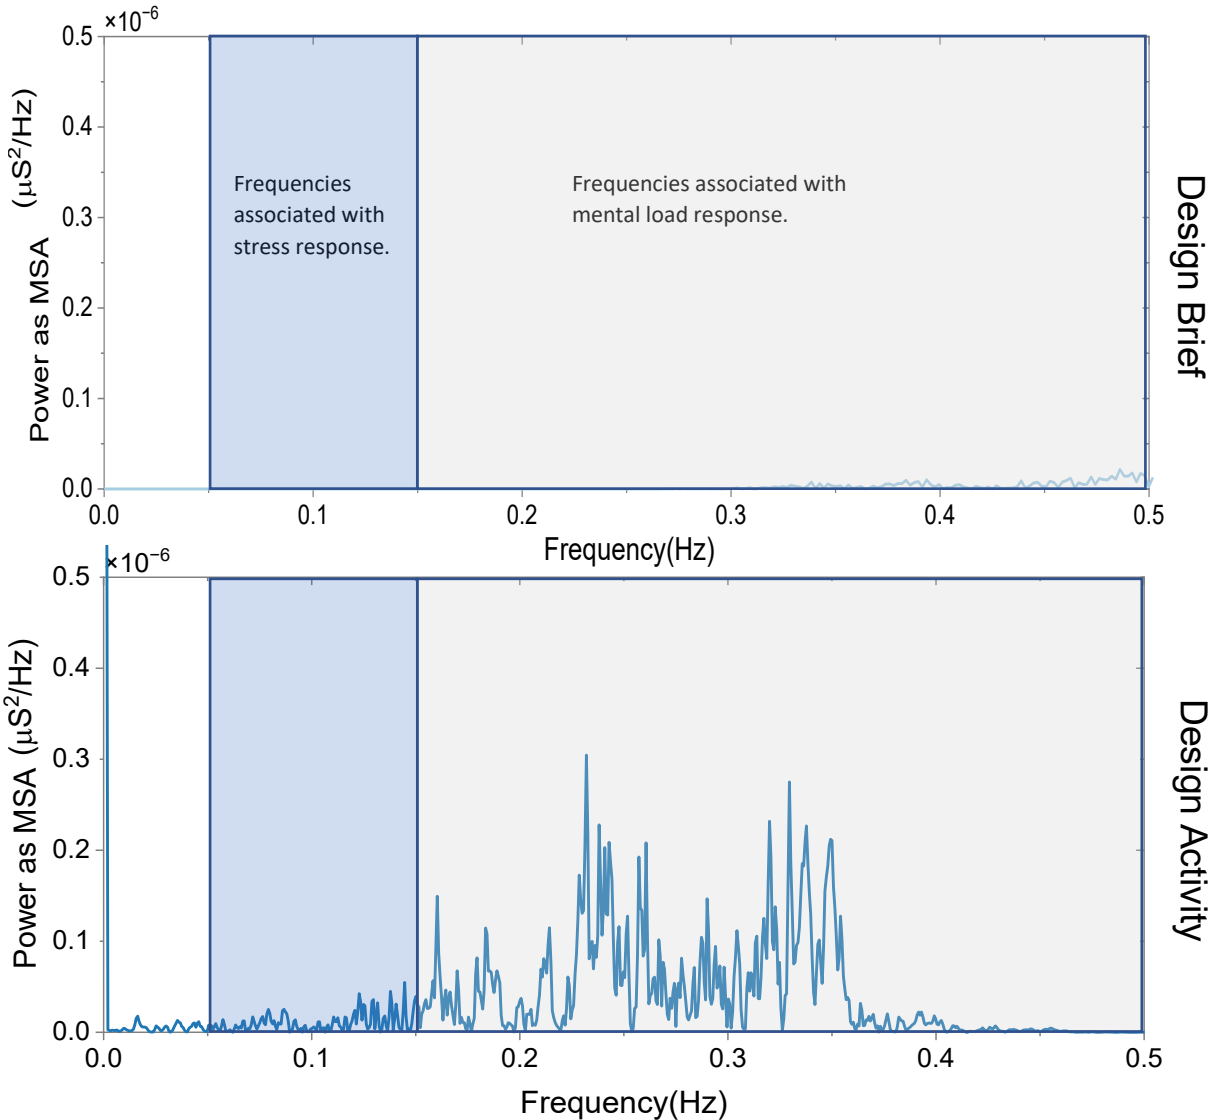 ×10⁻⁶
0.5
0.4
0.3
0.2
0.1
0.0
Power as MSA (μS²/Hz)
Frequencies
associated with
stress response.
Frequencies associated with
mental load response.
Design Brief
0.0 0.1 0.2 0.3 0.4 0.5
Frequency(Hz)
×10⁻⁶
0.5
0.4
0.3
0.2
0.1
0.0
Power as MSA (μS²/Hz)
Design Activity
0.0 0.1 0.2 0.3 0.4 0.5
Frequency(Hz)